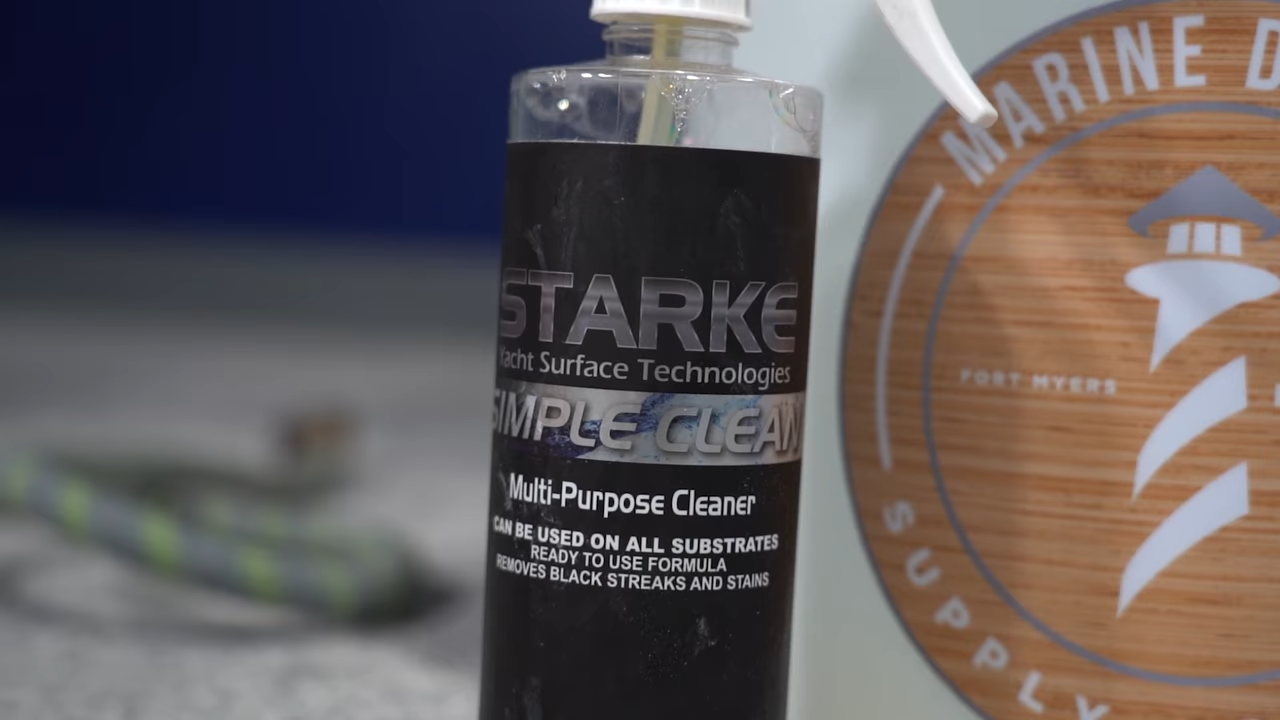 STARKE
Yacht Surface Technologies
SIMPLE CLEAN
Multi-Purpose Cleaner
CAN BE USED ON ALL SUBSTRATES
READY TO USE FORMULA
REMOVES BLACK STREAKS AND STAINS
MARINE D
FORT MYERS
SUPPLY